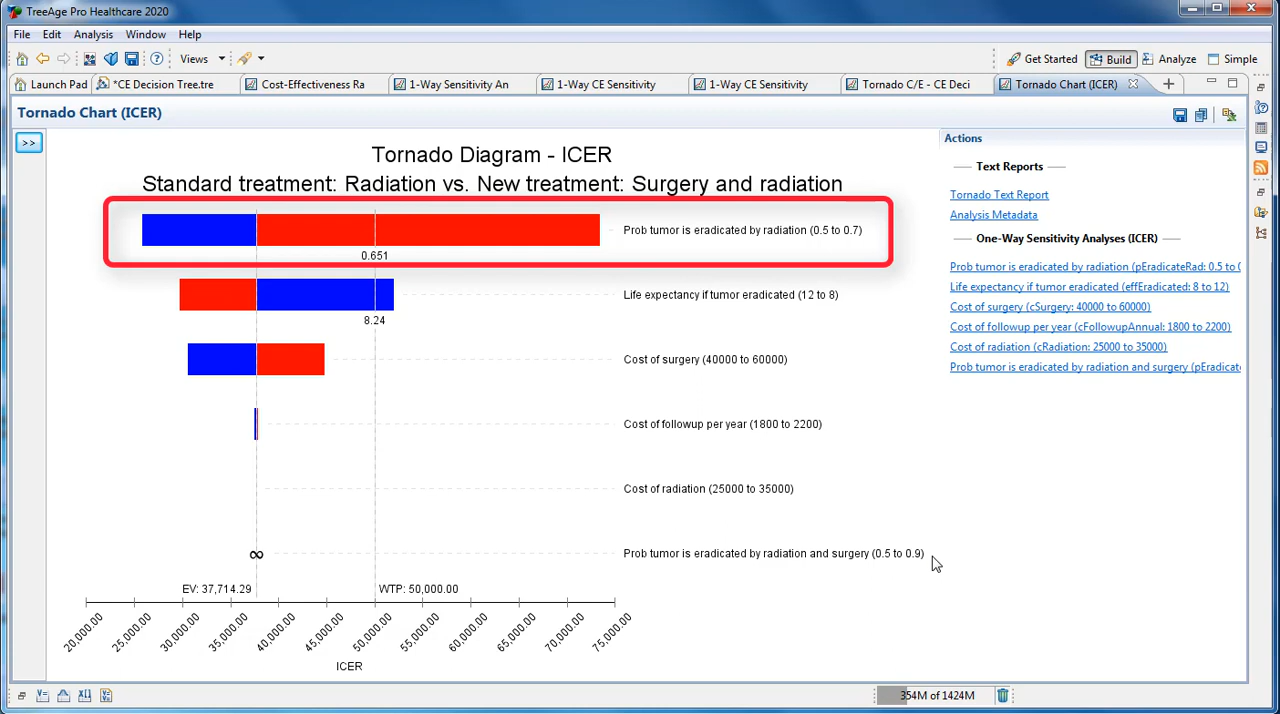 TreeAge Pro Healthcare 2020
File Edit Analysis Window Help
Views Get Started Build Analyze Simple
Launch Pad *CE Decision Tree.tre Cost-Effectiveness Ra 1-Way Sensitivity An 1-Way CE Sensitivity 1-Way CE Sensitivity Tornado C/E - CE Deci Tornado Chart (ICER)
Tornado Chart (ICER)
>>
Tornado Diagram - ICER
Standard treatment: Radiation vs. New treatment: Surgery and radiation
Prob tumor is eradicated by radiation (0.5 to 0.7)
0.651
Life expectancy if tumor eradicated (12 to 8)
8.24
Cost of surgery (40000 to 60000)
Cost of followup per year (1800 to 2200)
Cost of radiation (25000 to 35000)
∞ Prob tumor is eradicated by radiation and surgery (0.5 to 0.9)
EV: 37,714.29 WTP: 50,000.00
20,000.00 25,000.00 30,000.00 35,000.00 40,000.00 45,000.00 50,000.00 55,000.00 60,000.00 65,000.00 70,000.00 75,000.00
ICER
Actions
Text Reports
Tornado Text Report
Analysis Metadata
One-Way Sensitivity Analyses (ICER)
Prob tumor is eradicated by radiation (pEradicateRad: 0.5 to 0
Life expectancy if tumor eradicated (effEradicated: 8 to 12)
Cost of surgery (cSurgery: 40000 to 60000)
Cost of followup per year (cFollowupAnnual: 1800 to 2200)
Cost of radiation (cRadiation: 25000 to 35000)
Prob tumor is eradicated by radiation and surgery (pEradicate
354M of 1424M